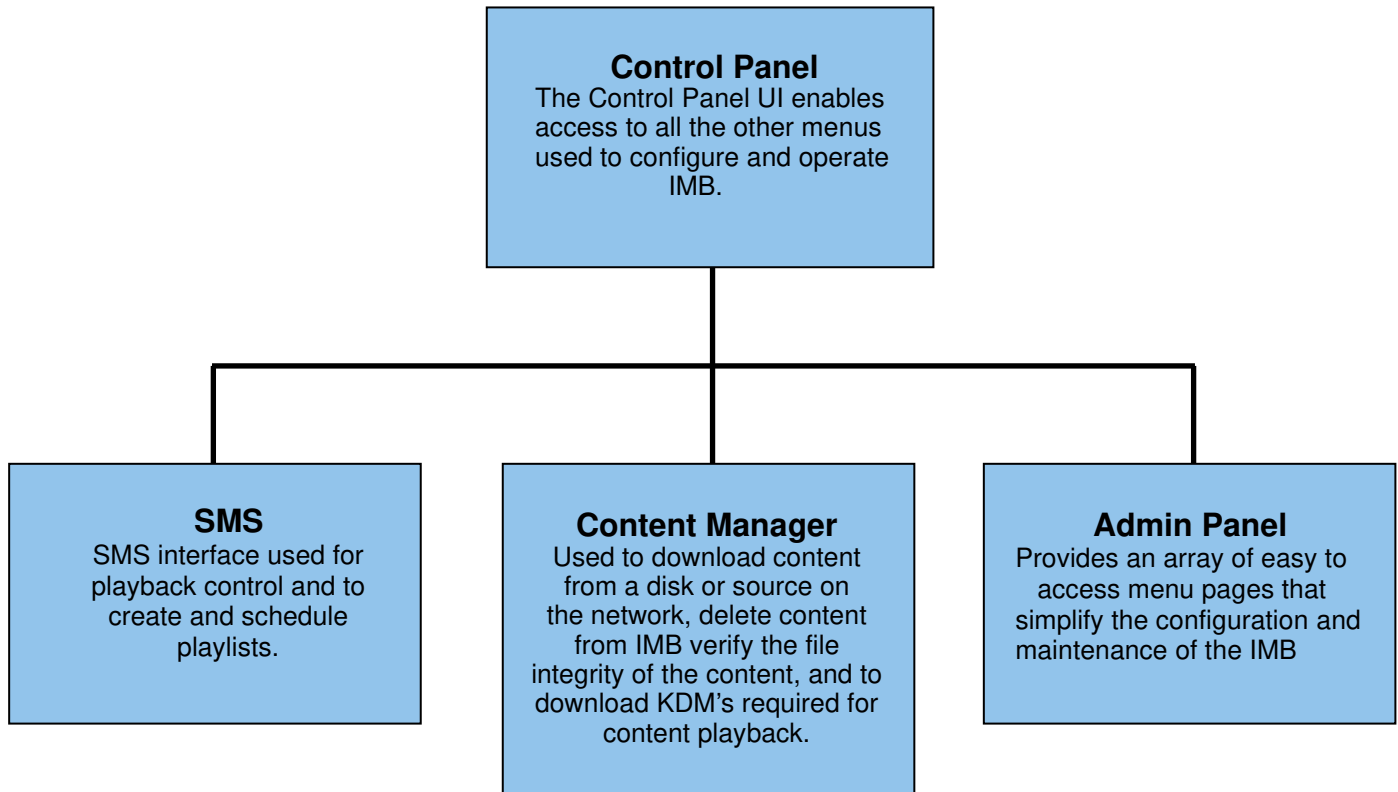 Control Panel
The Control Panel UI enables
access to all the other menus
used to configure and operate
IMB.
SMS
SMS interface used for
playback control and to
create and schedule
playlists.
Content Manager
Used to download content
from a disk or source on
the network, delete content
from IMB verify the file
integrity of the content, and to
download KDM’s required for
content playback.
Admin Panel
Provides an array of easy to
access menu pages that
simplify the configuration and
maintenance of the IMB